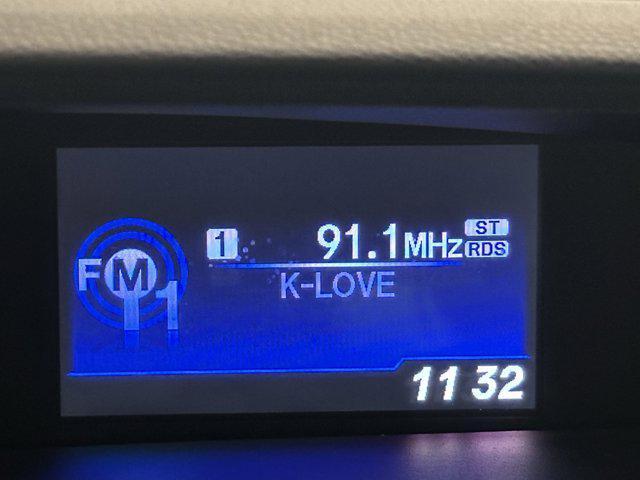 1 91.1MHz ST
RDS
FM1
K-LOVE
11 32